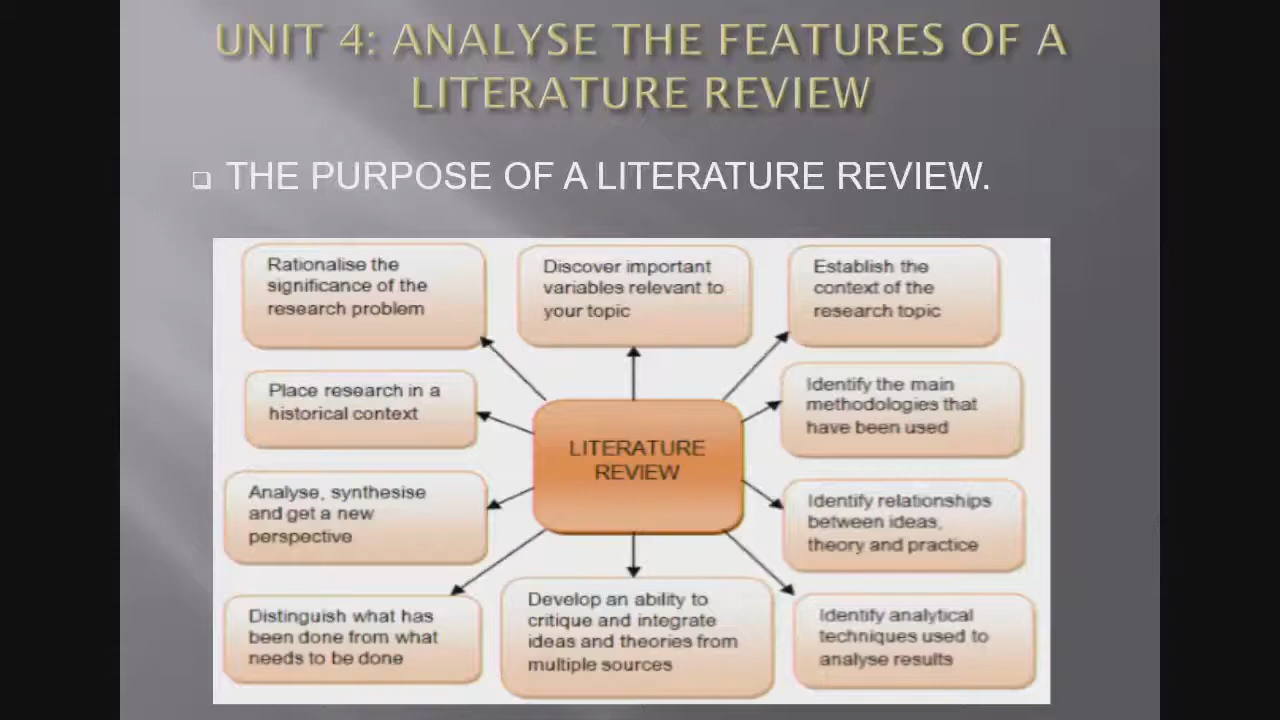 UNIT 4: ANALYSE THE FEATURES OF A
LITERATURE REVIEW
THE PURPOSE OF A LITERATURE REVIEW.
Rationalise the
significance of the
research problem
Discover important
variables relevant to
your topic
Establish the
context of the
research topic
Place research in a
historical context
Identify the main
methodologies that
have been used
LITERATURE
REVIEW
Analyse, synthesise
and get a new
perspective
Identify relationships
between ideas,
theory and practice
Distinguish what has
been done from what
needs to be done
Develop an ability to
critique and integrate
ideas and theories from
multiple sources
Identify analytical
techniques used to
analyse results